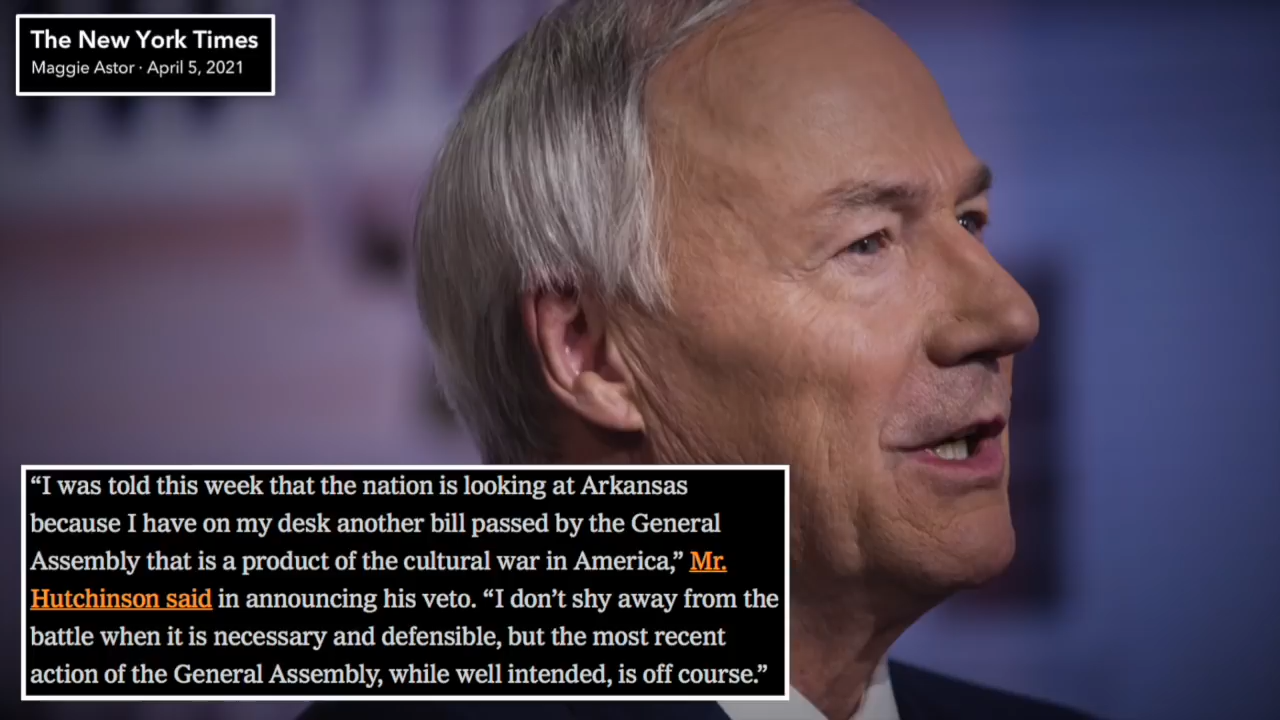 The New York Times
Maggie Astor · April 5, 2021
“I was told this week that the nation is looking at Arkansas
because I have on my desk another bill passed by the General
Assembly that is a product of the cultural war in America,” Mr.
Hutchinson said in announcing his veto. “I don’t shy away from the
battle when it is necessary and defensible, but the most recent
action of the General Assembly, while well intended, is off course.”